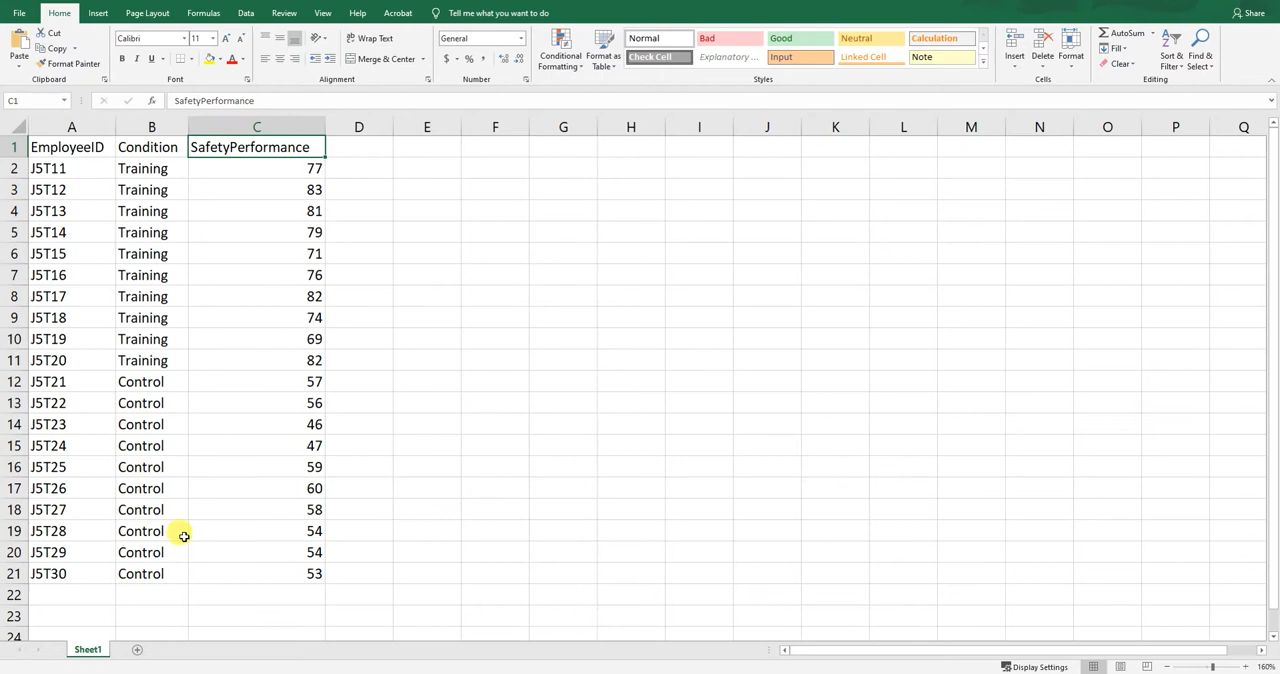 File Home Insert Page Layout Formulas Data Review View Help Acrobat Tell me what you want to do Share
Paste Cut Copy Format Painter Clipboard
Calibri 11 B I U A A A Font
Wrap Text Merge & Center Alignment
General $ % , Number
Conditional Formatting Format as Table
Normal Bad Good Neutral Calculation
Check Cell Explanatory ... Input Linked Cell Note
Styles
Insert Delete Format Cells
AutoSum Fill Clear Sort & Filter Find & Select Editing
C1 fx SafetyPerformance
A B C D E F G H I J K L M N O P Q
1 EmployeeID Condition SafetyPerformance
2 J5T11 Training 77
3 J5T12 Training 83
4 J5T13 Training 81
5 J5T14 Training 79
6 J5T15 Training 71
7 J5T16 Training 76
8 J5T17 Training 82
9 J5T18 Training 74
10 J5T19 Training 69
11 J5T20 Training 82
12 J5T21 Control 57
13 J5T22 Control 56
14 J5T23 Control 46
15 J5T24 Control 47
16 J5T25 Control 59
17 J5T26 Control 60
18 J5T27 Control 58
19 J5T28 Control 54
20 J5T29 Control 54
21 J5T30 Control 53
22
23
24
Sheet1
Display Settings 160%